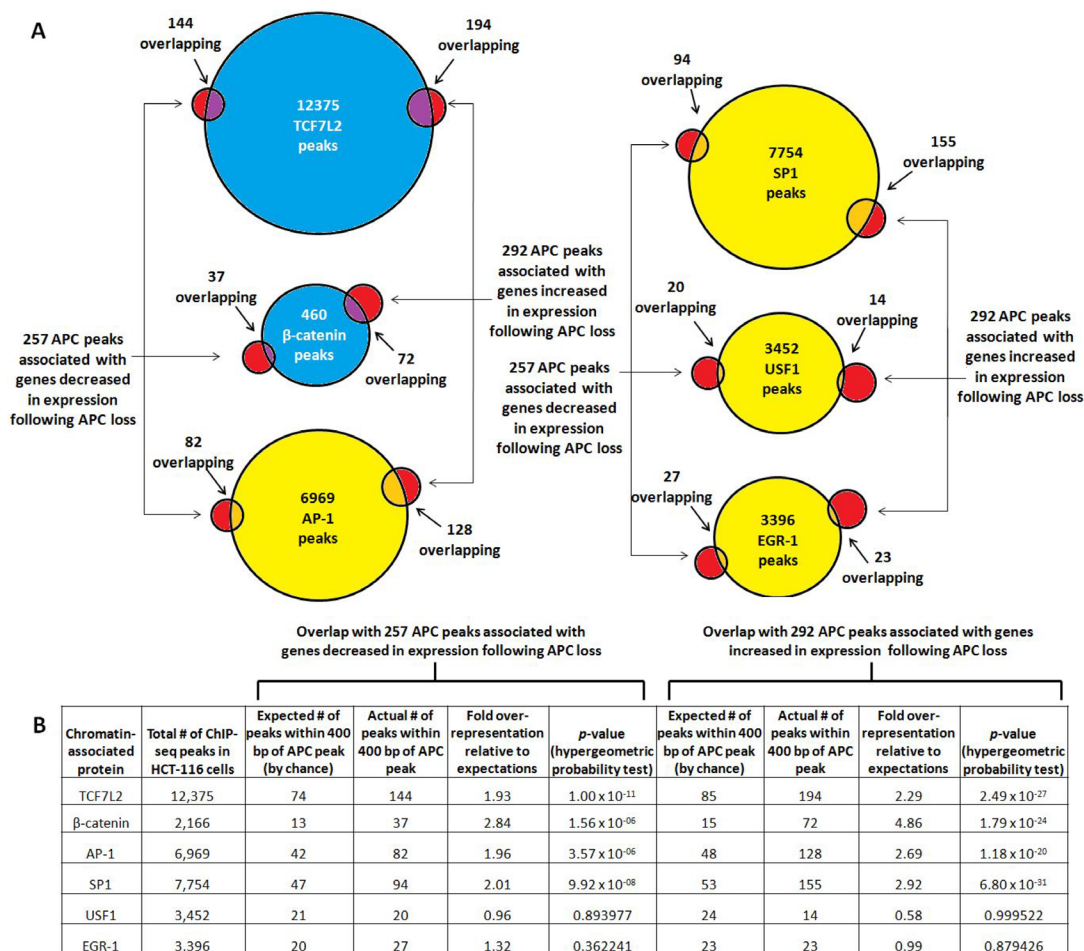 A
144
overlapping
194
overlapping
12375
TCF7L2
peaks
94
overlapping
7754
SP1
peaks
155
overlapping
37
overlapping
460
β-catenin
peaks
72
overlapping
292 APC peaks
associated with
genes increased
in expression
following APC loss
257 APC peaks
associated with
genes decreased
in expression
following APC loss
257 APC peaks
associated with
genes decreased
in expression
following APC loss
20
overlapping
14
overlapping
3452
USF1
peaks
292 APC peaks
associated with
genes increased
in expression
following APC loss
82
overlapping
6969
AP-1
peaks
128
overlapping
27
overlapping
3396
EGR-1
peaks
23
overlapping
Overlap with 257 APC peaks associated with
genes decreased in expression following APC loss
Overlap with 292 APC peaks associated with genes
increased in expression following APC loss
B
Chromatin-associated protein | Total # of ChIP-seq peaks in HCT-116 cells | Expected # of peaks within 400 bp of APC peak (by chance) | Actual # of peaks within 400 bp of APC peak | Fold over-representation relative to expectations | p-value (hypergeometric probability test) | Expected # of peaks within 400 bp of APC peak (by chance) | Actual # of peaks within 400 bp of APC peak | Fold over-representation relative to expectations | p-value (hypergeometric probability test)
TCF7L2 | 12,375 | 74 | 144 | 1.93 | 1.00 x 10⁻¹¹ | 85 | 194 | 2.29 | 2.49 x 10⁻²⁷
β-catenin | 2,166 | 13 | 37 | 2.84 | 1.56 x 10⁻⁰⁶ | 15 | 72 | 4.86 | 1.79 x 10⁻²⁴
AP-1 | 6,969 | 42 | 82 | 1.96 | 3.57 x 10⁻⁰⁶ | 48 | 128 | 2.69 | 1.18 x 10⁻²⁰
SP1 | 7,754 | 47 | 94 | 2.01 | 9.92 x 10⁻⁰⁸ | 53 | 155 | 2.92 | 6.80 x 10⁻³¹
USF1 | 3,452 | 21 | 20 | 0.96 | 0.893977 | 24 | 14 | 0.58 | 0.999522
EGR-1 | 3,396 | 20 | 27 | 1.32 | 0.362241 | 23 | 23 | 0.99 | 0.879426